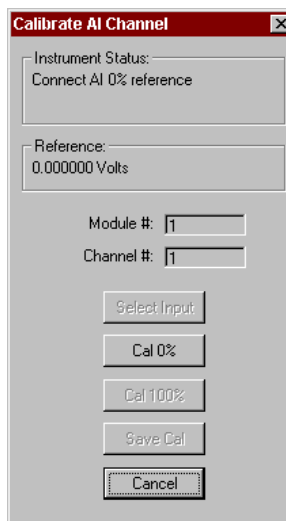 Calibrate AI Channel
Instrument Status:
Connect AI 0% reference
Reference:
0.000000 Volts
Module #: 1
Channel #: 1
Select Input
Cal 0%
Cal 100%
Save Cal
Cancel